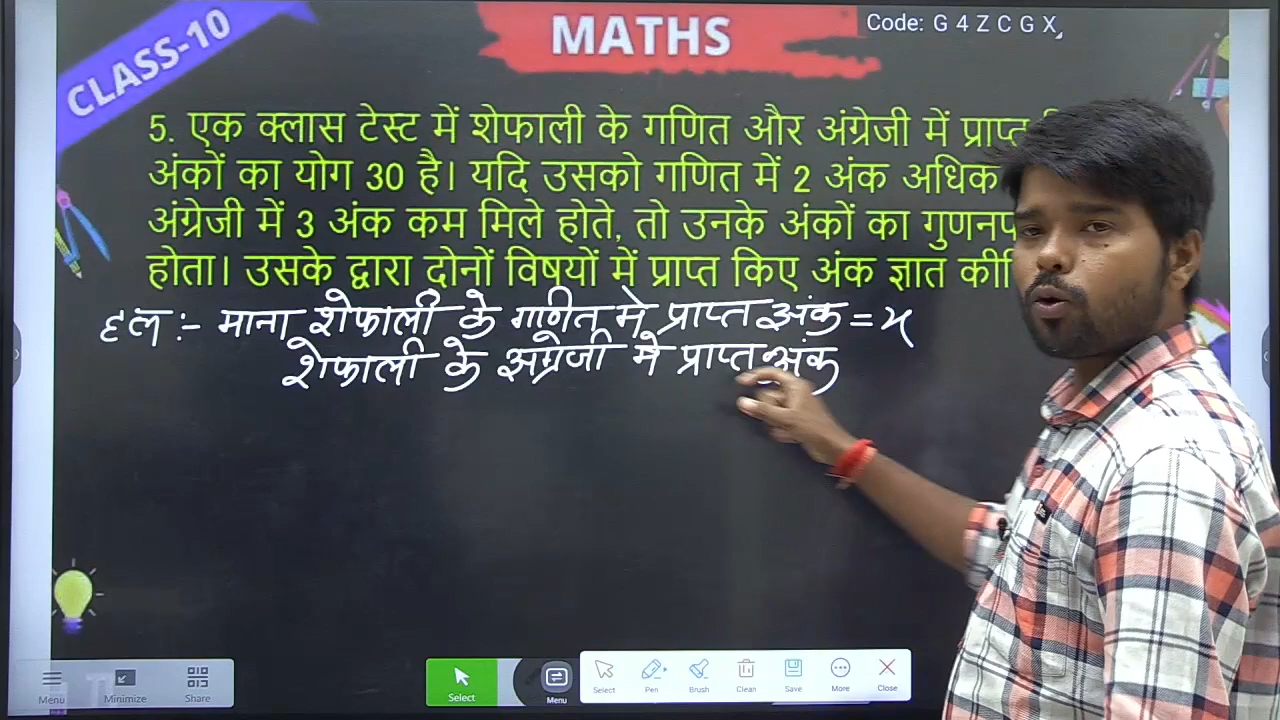 CLASS-10
MATHS
Code: G 4 Z C G X
5. एक क्लास टेस्ट में शेफाली के गणित और अंग्रेजी में प्राप्त
अंकों का योग 30 है। यदि उसको गणित में 2 अंक अधिक
अंग्रेजी में 3 अंक कम मिले होते, तो उनके अंकों का
होता। उसके द्वारा दोनों विषयों में प्राप्त किए अंक ज्ञात
हल :- माना शेफाली के गणित मे प्राप्त अंक = x
शेफाली के अंग्रेजी मे प्राप्त अंक
Menu
Minimize
Share
Select
Menu
Select
Pen
Brush
Clean
Save
More
Close